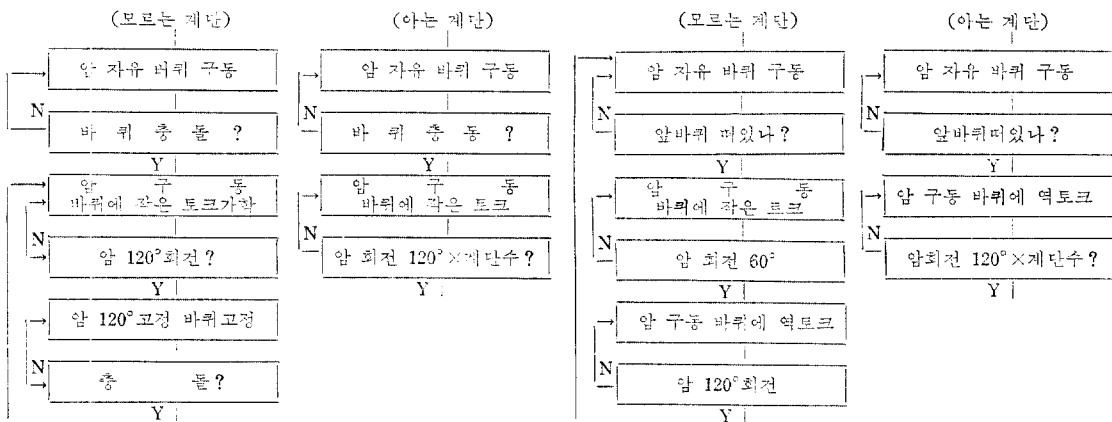 (모르는 계단)
암 자유 바퀴 구동
N
바 퀴 충 돌 ?
Y
암 구 동
바퀴에 작은 토크가학
N
암 120°회전?
Y
암 120°고정 바퀴고정
N
충 돌?
Y
(아는 계단)
암 자유 바퀴 구동
N
바 퀴 충 동 ?
Y
암 구 동
바퀴에 작은 토크
N
암 회전 120°×계단수?
Y
(모르는 계단)
암 자유 바퀴 구동
N
앞바퀴 떠있나?
Y
암 구 동
바퀴에 작은 토크
N
암 회전 60°
Y
암 구동 바퀴에 역토크
N
암 120°회전
Y
(아는 계단)
암 자유 바퀴 구동
N
앞바퀴떠있나?
Y
암 구동 바퀴에 역토크
N
암회전 120°×계단수?
Y